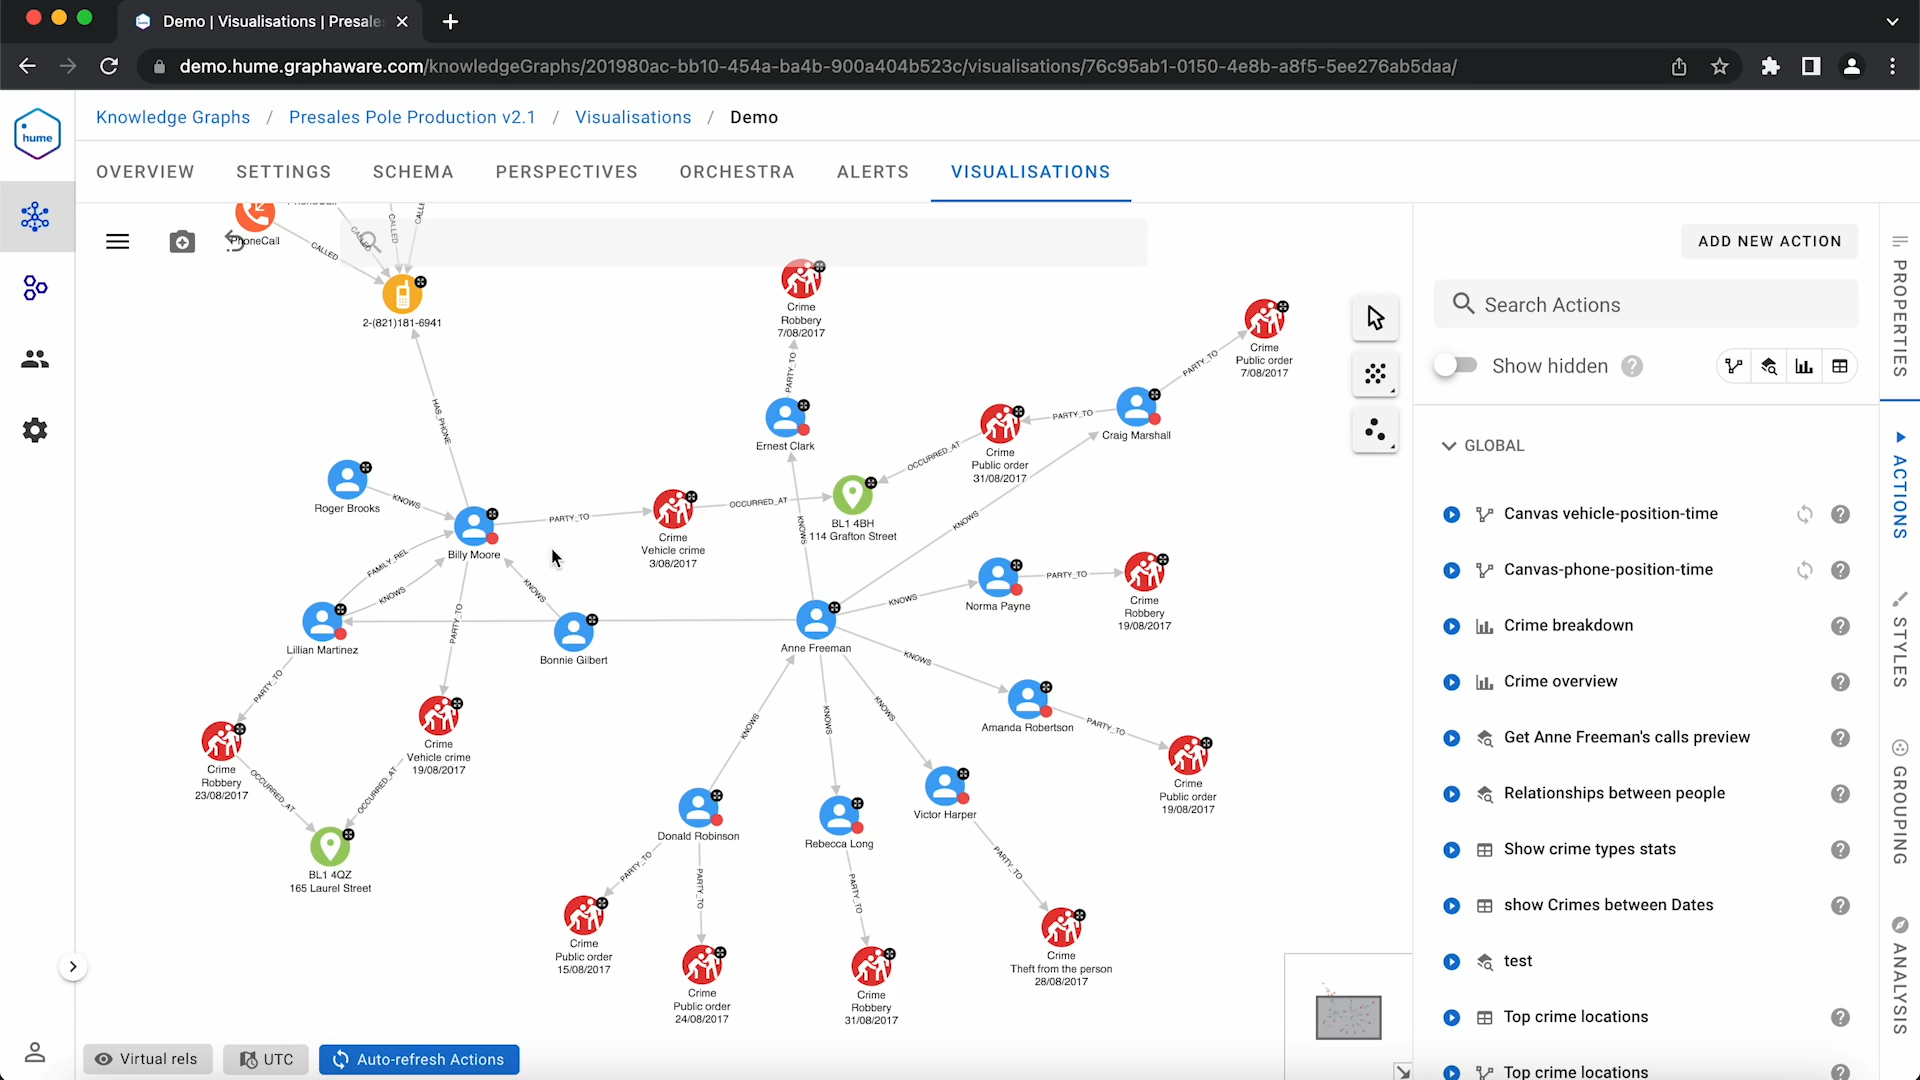 Demo | Visualisations | Presale
demo.hume.graphaware.com/knowledgeGraphs/201980ac-bb10-454a-ba4b-900a404b523c/visualisations/76c95ab1-0150-4e8b-a8f5-5ee276ab5daa/
hume
Knowledge Graphs / Presales Pole Production v2.1 / Visualisations / Demo
OVERVIEW SETTINGS SCHEMA PERSPECTIVES ORCHESTRA ALERTS VISUALISATIONS
PhoneCall
CALLED
CALLED
CALLED
CALLED
2-(821)181-6941
HAS_PHONE
Crime
Robbery
7/08/2017
PARTY_TO
Ernest Clark
Crime
Public order
7/08/2017
PARTY_TO
Craig Marshall
PARTY_TO
Crime
Public order
31/08/2017
OCCURRED_AT
Roger Brooks
KNOWS
Billy Moore
PARTY_TO
Crime
Vehicle crime
3/08/2017
OCCURRED_AT
BL1 4BH
114 Grafton Street
KNOWS
KNOWS
FAMILY_REL
KNOWS
KNOWS
PARTY_TO
Lillian Martinez
Bonnie Gilbert
Anne Freeman
KNOWS
Norma Payne
PARTY_TO
Crime
Robbery
19/08/2017
KNOWS
Amanda Robertson
PARTY_TO
Crime
Public order
19/08/2017
PARTY_TO
Crime
Robbery
23/08/2017
OCCURRED_AT
Crime
Vehicle crime
19/08/2017
OCCURRED_AT
BL1 4QZ
165 Laurel Street
KNOWS
KNOWS
KNOWS
Donald Robinson
Rebecca Long
Victor Harper
PARTY_TO
PARTY_TO
PARTY_TO
PARTY_TO
Crime
Public order
15/08/2017
Crime
Public order
24/08/2017
Crime
Robbery
31/08/2017
Crime
Theft from the person
28/08/2017
Virtual rels
UTC
Auto-refresh Actions
ADD NEW ACTION
Search Actions
Show hidden
GLOBAL
Canvas vehicle-position-time
Canvas-phone-position-time
Crime breakdown
Crime overview
Get Anne Freeman's calls preview
Relationships between people
Show crime types stats
show Crimes between Dates
test
Top crime locations
Top crime locations
PROPERTIES
ACTIONS
STYLES
GROUPING
ANALYSIS